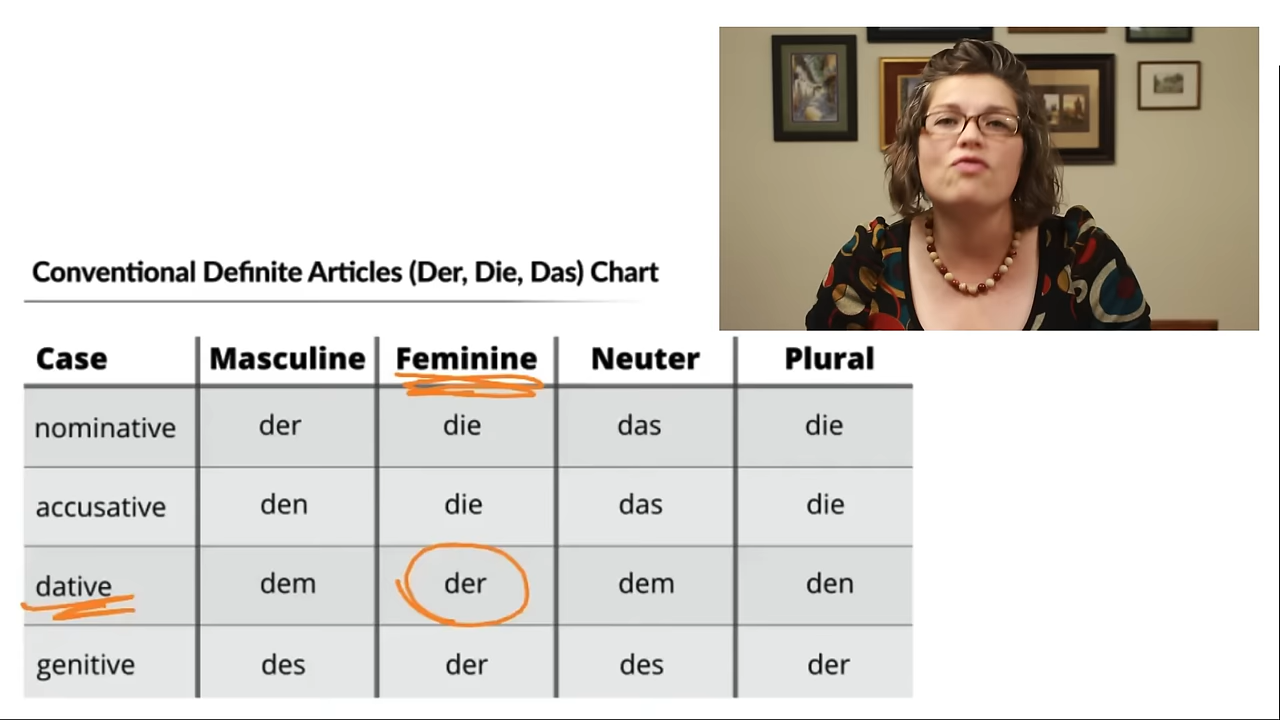 Conventional Definite Articles (Der, Die, Das) Chart
Case Masculine Feminine Neuter Plural
nominative der die das die
accusative den die das die
dative dem der dem den
genitive des der des der